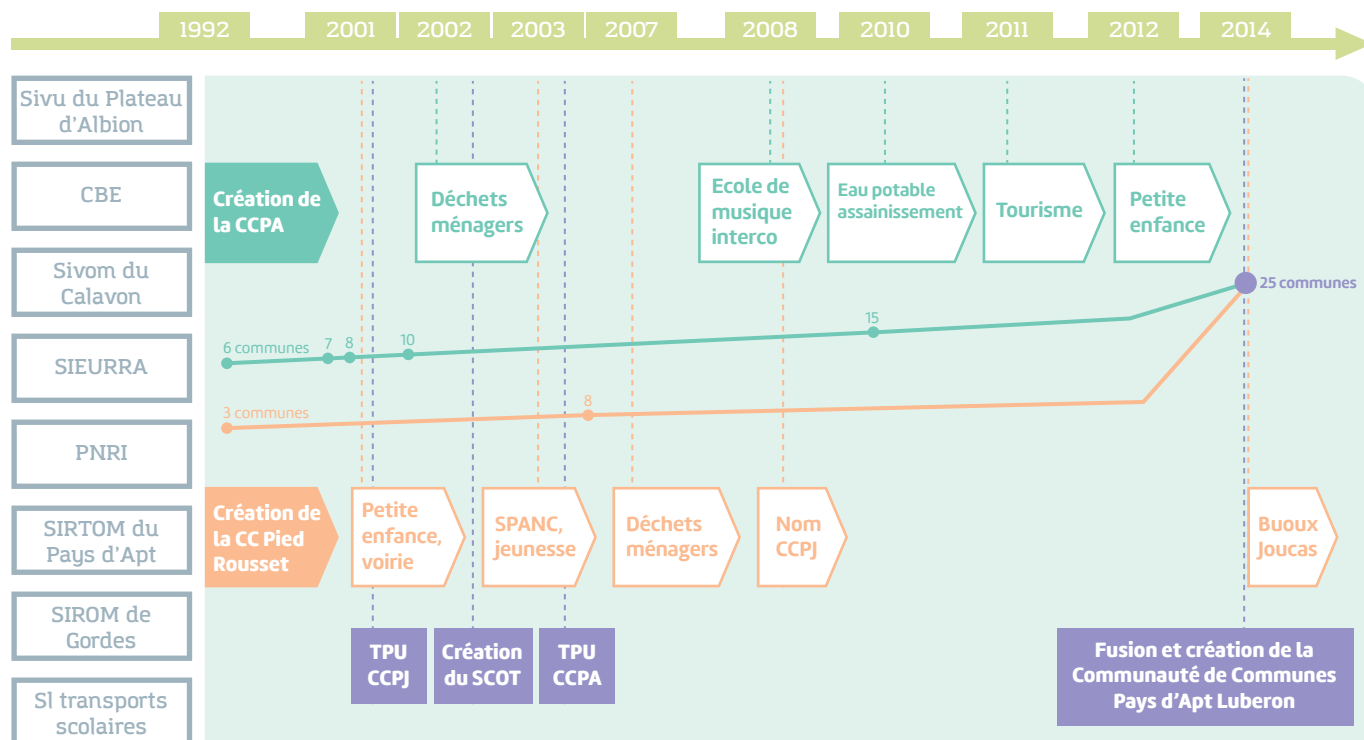 1992
2001
2002
2003
2007
2008
2010
2011
2012
2014
Sivu du Plateau
d'Albion
CBE
Sivom du
Calavon
SIEURRA
PNRI
SIRTOM du
Pays d'Apt
SIROM de
Gordes
Sl transports
scolaires
Création de
la CCPA
Déchets
ménagers
Ecole de
musique
interco
Eau potable
assainissement
Tourisme
Petite
enfance
25 communes
6 communes
7
8
10
15
3 communes
8
Création de
la CC Pied
Rousset
Petite
enfance,
voirie
SPANC,
jeunesse
Déchets
ménagers
Nom
CCPJ
Buoux
Joucas
TPU
CCPJ
Création
du SCOT
TPU
CCPA
Fusion et création de la
Communauté de Communes
Pays d'Apt Luberon